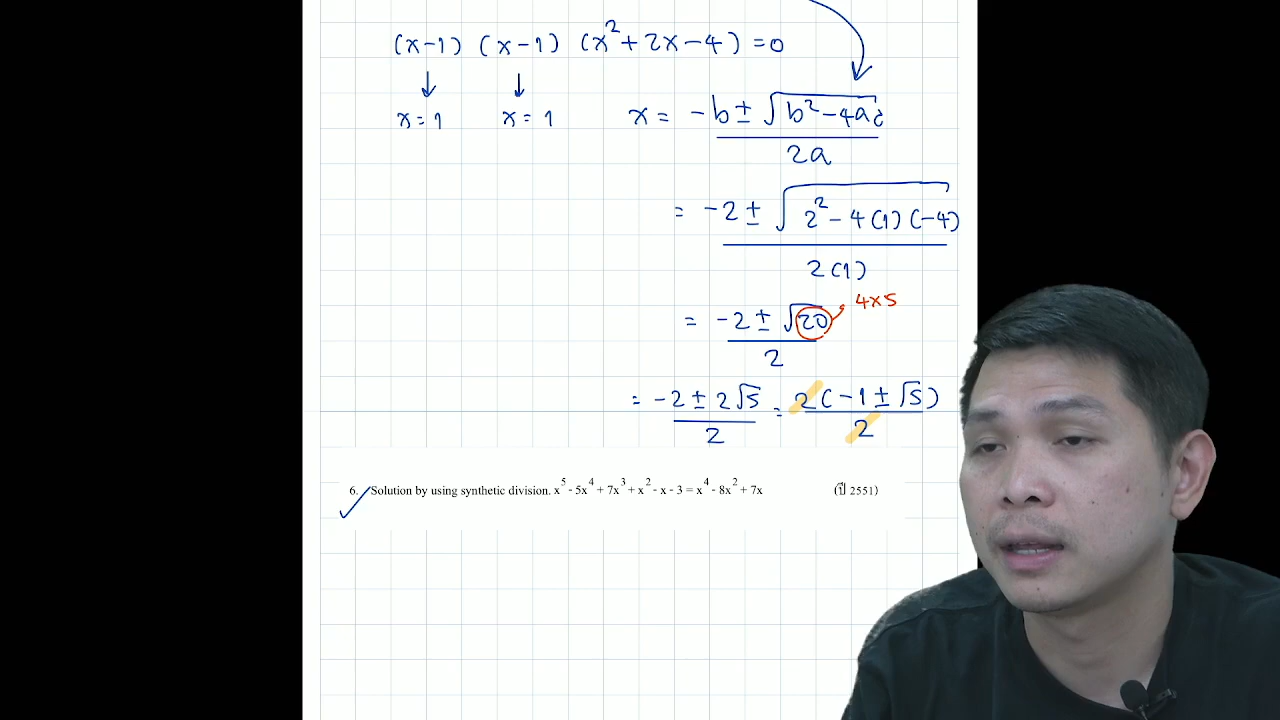 (x-1) (x-1) (x² + 2x - 4) = 0
↓ ↓
x = 1 x = 1 x = -b ± √(b² - 4ac) / 2a
= -2 ± √(2² - 4(1)(-4)) / 2(1)
= -2 ± √20 / 2 4×5
= -2 ± 2√5 / 2 = 2(-1 ± √5) / 2
6. Solution by using synthetic division. x⁵ - 5x⁴ + 7x³ + x² - x - 3 = x⁴ - 8x² + 7x (ปี 2551)